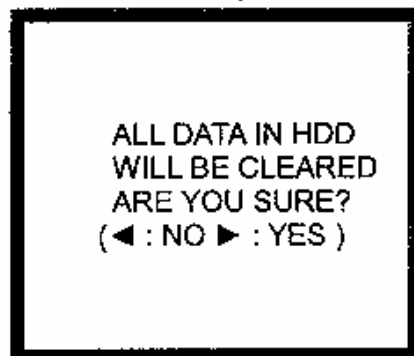 ALL DATA IN HDD
WILL BE CLEARED
ARE YOU SURE?
(◄ : NO ► : YES )